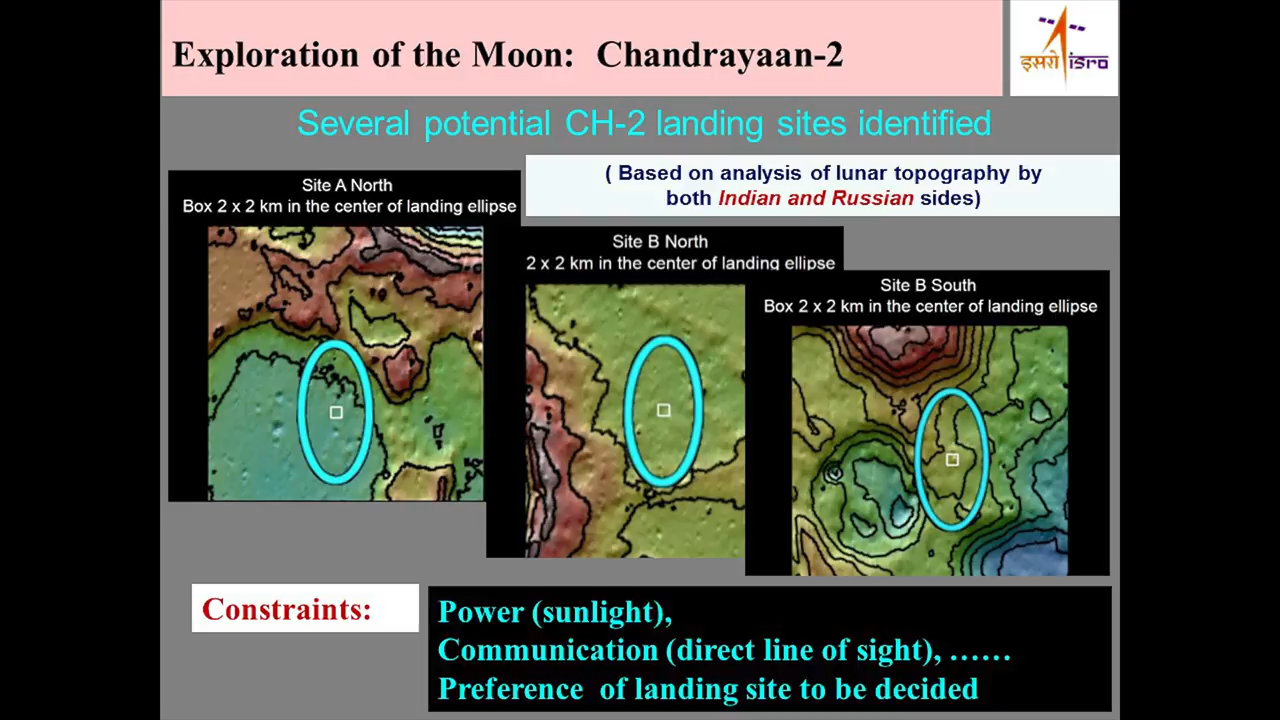 Exploration of the Moon: Chandrayaan-2
इसरो isro
Several potential CH-2 landing sites identified
( Based on analysis of lunar topography by
both Indian and Russian sides)
Site A North
Box 2 x 2 km in the center of landing ellipse
Site B North
2 x 2 km in the center of landing ellipse
Site B South
Box 2 x 2 km in the center of landing ellipse
Constraints:
Power (sunlight),
Communication (direct line of sight), ......
Preference of landing site to be decided